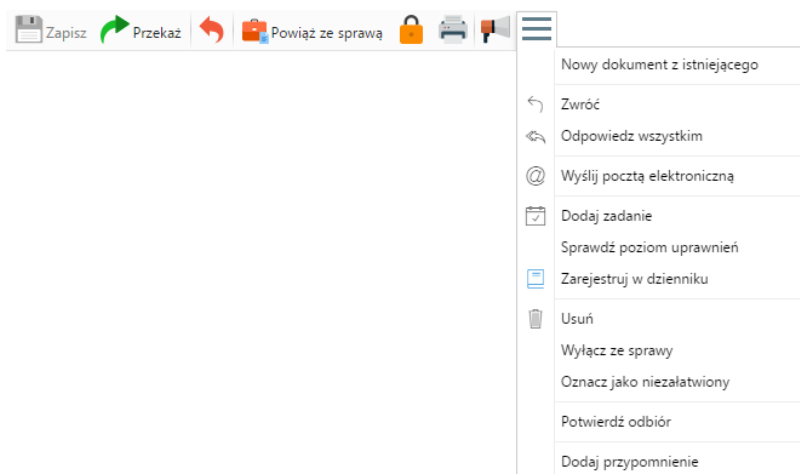 Zapisz Przekaż Powiąż ze sprawą
Nowy dokument z istniejącego
Zwróć
Odpowiedz wszystkim
@ Wyślij pocztą elektroniczną
Dodaj zadanie
Sprawdź poziom uprawnień
Zarejestruj w dzienniku
Usuń
Wyłącz ze sprawy
Oznacz jako niezałatwiony
Potwierdź odbiór
Dodaj przypomnienie